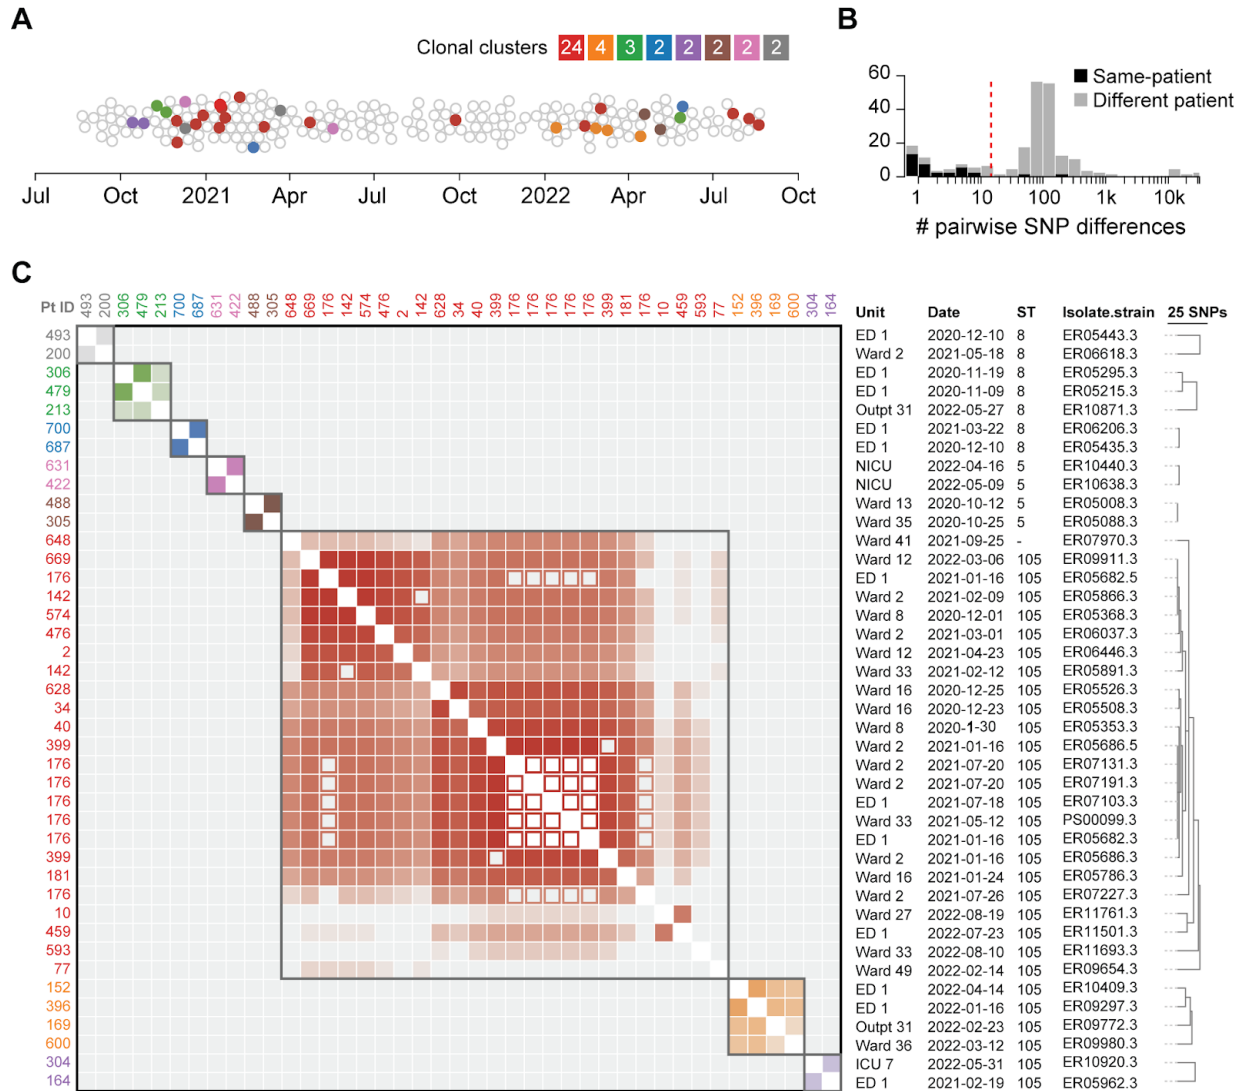 A
Clonal clusters 24 4 3 2 2 2 2 2
Jul Oct 2021 Apr Jul Oct 2022 Apr Jul Oct
B
Same-patient
Different patient
60
40
20
0
1 10 100 1k 10k
# pairwise SNP differences
C
Pt ID 493 200 306 479 213 700 687 631 422 488 305 648 669 176 142 574 476 2 142 628 34 40 399 176 176 176 176 176 399 181 176 10 459 593 77 152 396 169 600 304 164
Unit Date ST Isolate.strain 25 SNPs
493 ED 1 2020-12-10 8 ER05443.3
200 Ward 2 2021-05-18 8 ER06618.3
306 ED 1 2020-11-19 8 ER05295.3
479 ED 1 2020-11-09 8 ER05215.3
213 Outpt 31 2022-05-27 8 ER10871.3
700 ED 1 2021-03-22 8 ER06206.3
687 ED 1 2020-12-10 8 ER05435.3
631 NICU 2022-04-16 5 ER10440.3
422 NICU 2022-05-09 5 ER10638.3
488 Ward 13 2020-10-12 5 ER05008.3
305 Ward 35 2020-10-25 5 ER05088.3
648 Ward 41 2021-09-25 - ER07970.3
669 Ward 12 2022-03-06 105 ER09911.3
176 ED 1 2021-01-16 105 ER05682.5
142 Ward 2 2021-02-09 105 ER05866.3
574 Ward 8 2020-12-01 105 ER05368.3
476 Ward 2 2021-03-01 105 ER06037.3
2 Ward 12 2021-04-23 105 ER06446.3
142 Ward 33 2021-02-12 105 ER05891.3
628 Ward 16 2020-12-25 105 ER05526.3
34 Ward 16 2020-12-23 105 ER05508.3
40 Ward 8 2020-1-30 105 ER05353.3
399 Ward 2 2021-01-16 105 ER05686.5
176 Ward 2 2021-07-20 105 ER07131.3
176 Ward 2 2021-07-20 105 ER07191.3
176 ED 1 2021-07-18 105 ER07103.3
176 Ward 33 2021-05-12 105 PS00099.3
176 ED 1 2021-01-16 105 ER05682.3
399 Ward 2 2021-01-16 105 ER05686.3
181 Ward 16 2021-01-24 105 ER05786.3
176 Ward 2 2021-07-26 105 ER07227.3
10 Ward 27 2022-08-19 105 ER11761.3
459 ED 1 2022-07-23 105 ER11501.3
593 Ward 33 2022-08-10 105 ER11693.3
77 Ward 49 2022-02-14 105 ER09654.3
152 ED 1 2022-04-14 105 ER10409.3
396 ED 1 2022-01-16 105 ER09297.3
169 Outpt 31 2022-02-23 105 ER09772.3
600 Ward 36 2022-03-12 105 ER09980.3
304 ICU 7 2022-05-31 105 ER10920.3
164 ED 1 2021-02-19 105 ER05962.3